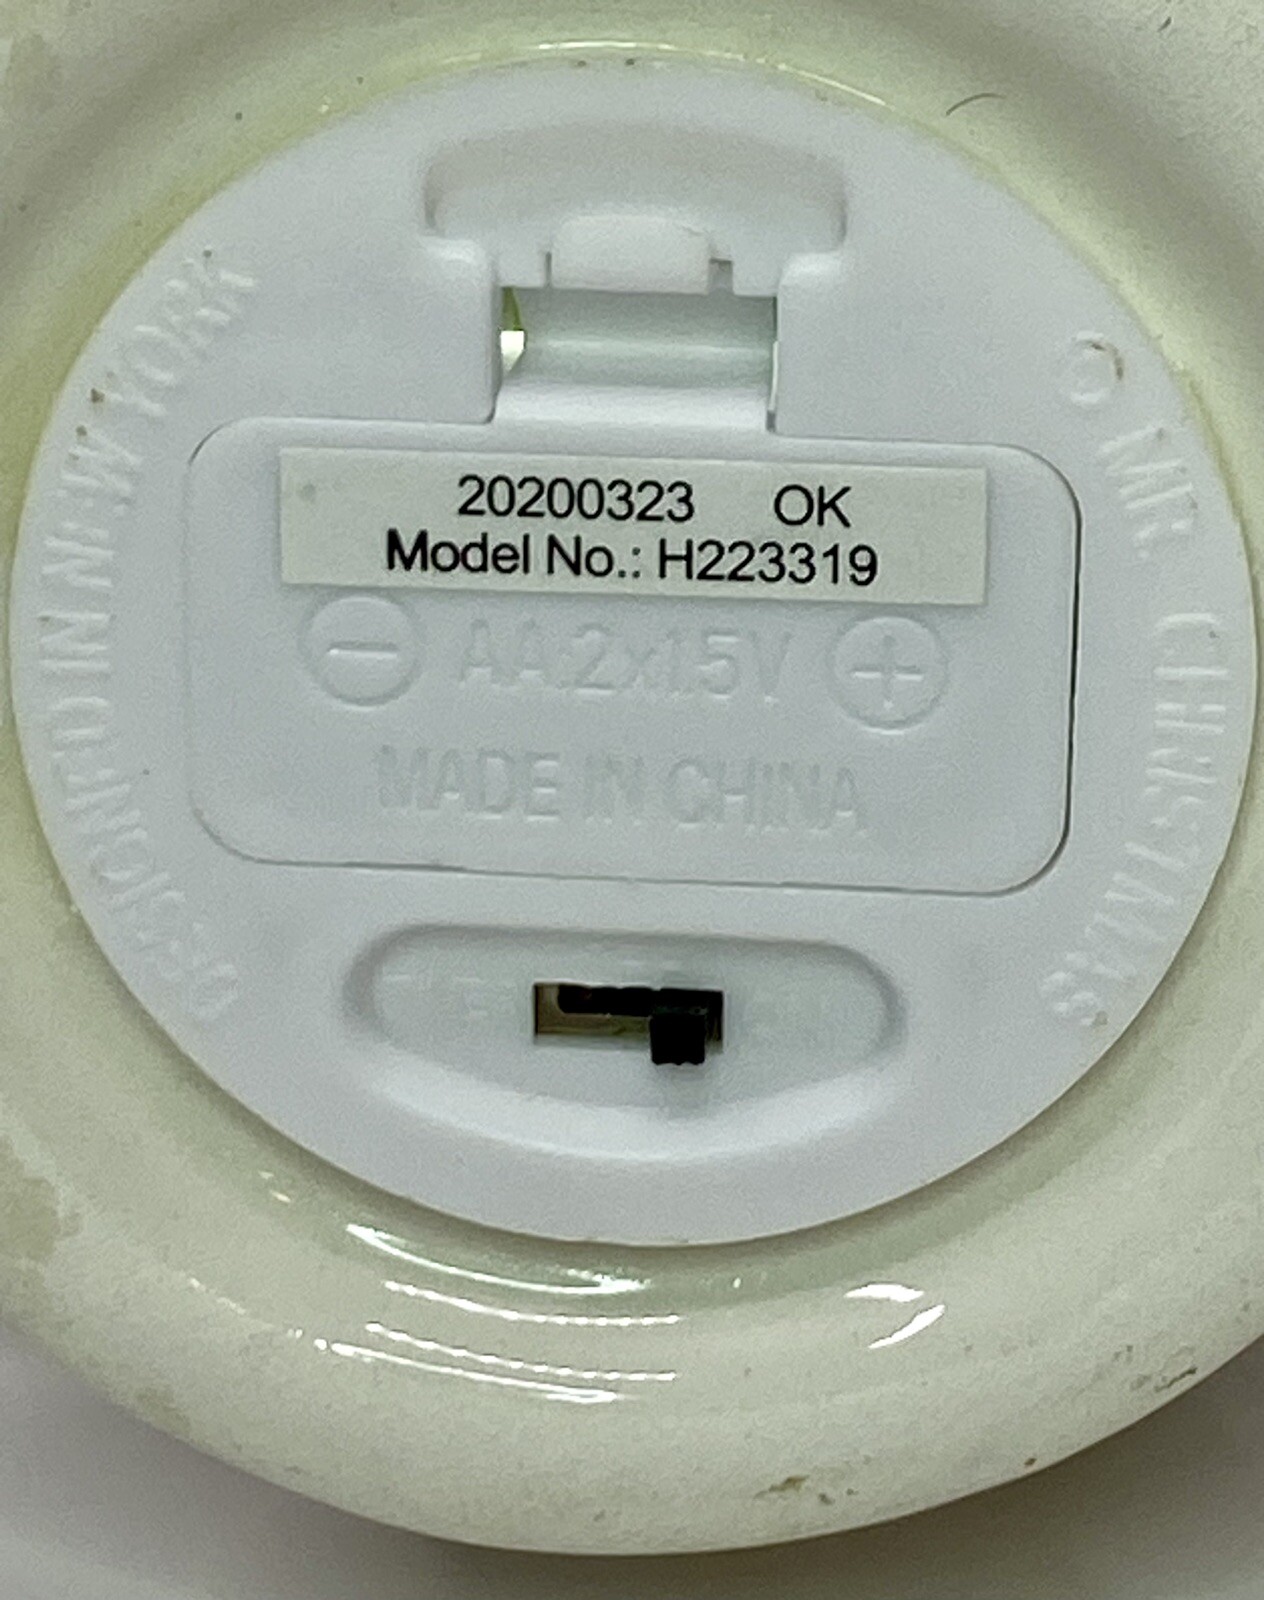 20200323 OK
Model No.: H223319
AA:2x1.5V
MADE IN CHINA
DESIGNED IN NEW YORK
© MR. CHRISTMAS